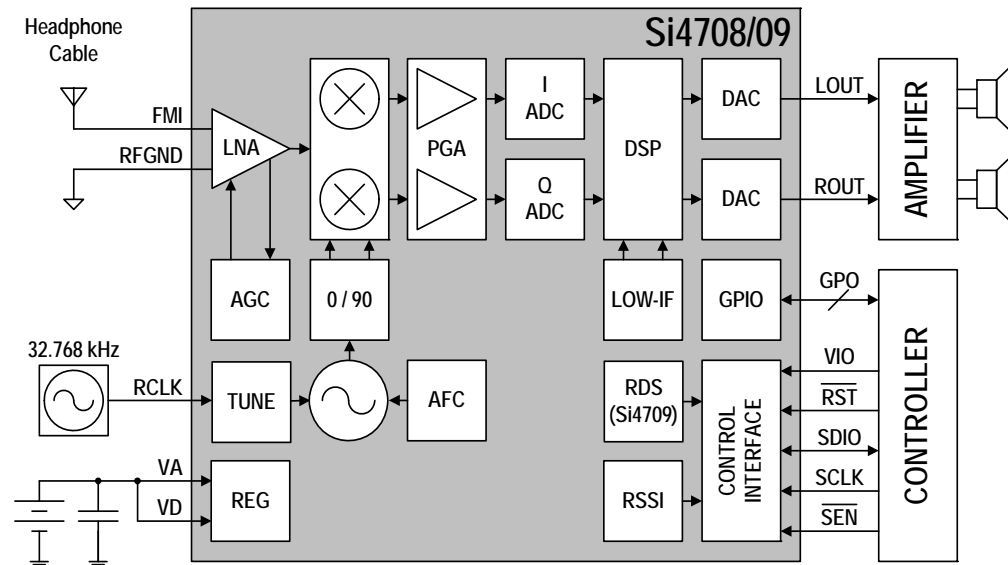 Headphone
Cable
Si4708/09
FMI
RFGND
LNA
PGA
I
ADC
Q
ADC
DSP
DAC
DAC
LOUT
ROUT
AMPLIFIER
AGC
0 / 90
LOW-IF
GPIO
GPO
32.768 kHz
RCLK
TUNE
AFC
RDS
(Si4709)
CONTROL
INTERFACE
VIO
RST
SDIO
SCLK
SEN
CONTROLLER
VA
VD
REG
RSSI